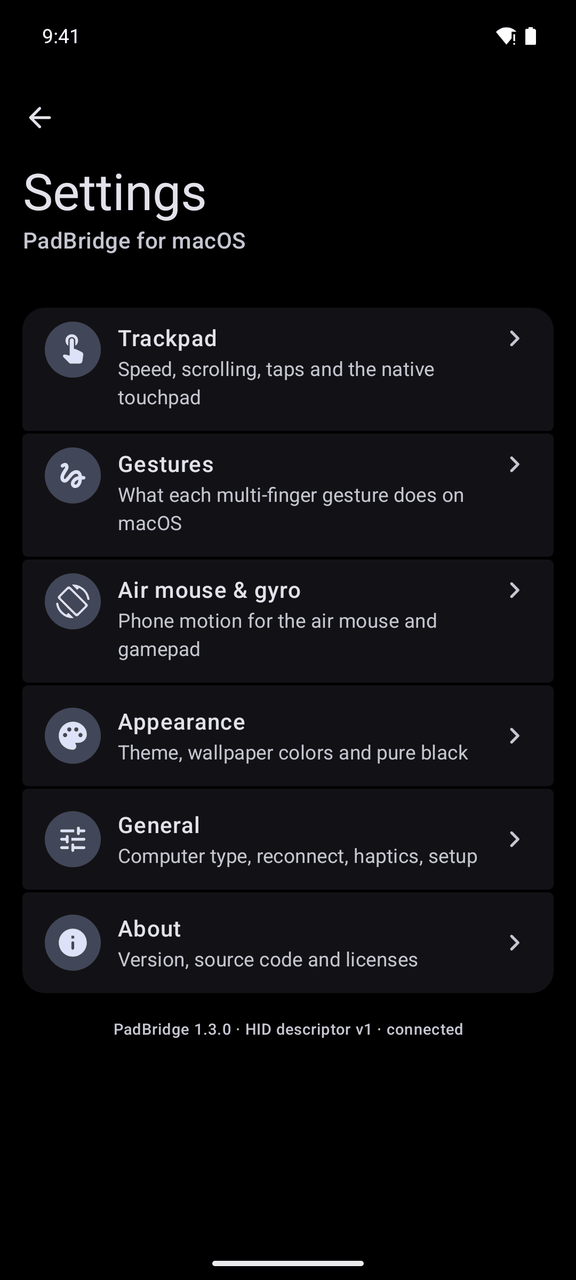 9:41
Settings
PadBridge for macOS
Trackpad
Speed, scrolling, taps and the native
touchpad
Gestures
What each multi-finger gesture does on
macOS
Air mouse & gyro
Phone motion for the air mouse and
gamepad
Appearance
Theme, wallpaper colors and pure black
General
Computer type, reconnect, haptics, setup
About
Version, source code and licenses
PadBridge 1.3.0 · HID descriptor v1 · connected